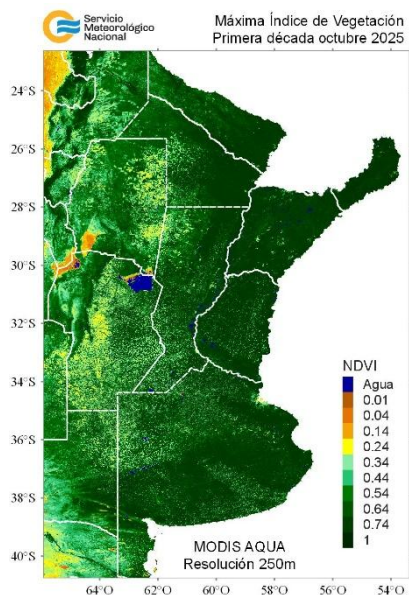 Servicio
Meteorológico
Nacional
Máxima Índice de Vegetación
Primera década octubre 2025
24°S
26°S
28°S
30°S
32°S
34°S
36°S
38°S
40°S
NDVI
Agua
0.01
0.04
0.14
0.24
0.34
0.44
0.54
0.64
0.74
1
MODIS AQUA
Resolución 250m
64°O
62°O
60°O
58°O
56°O
54°O